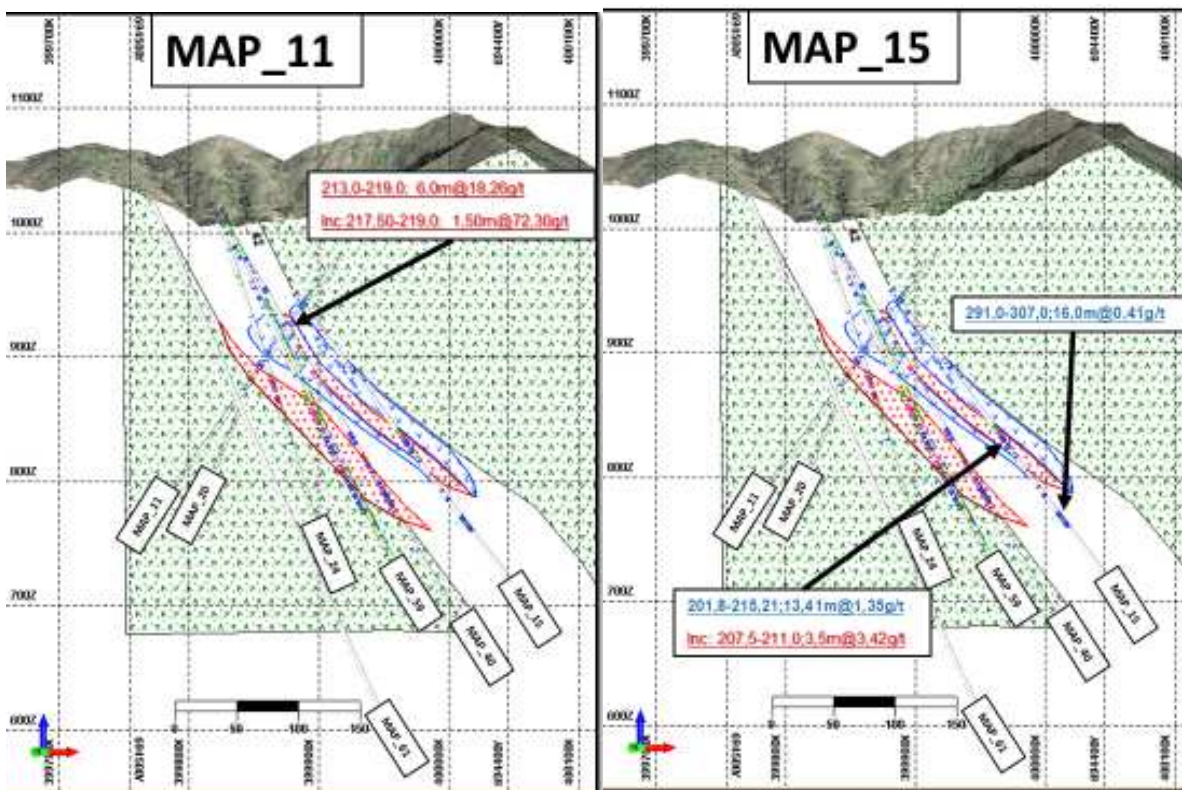 MAP_11
1100Z
1000Z
900Z
800Z
700Z
600Z
213,0-219,0; 6,0m@18,26g/t
Inc:217,50-219,0; 1,50m@72,30g/t
MAP_11
MAP_20
MAP_24
MAP_59
MAP_40
MAP_15
MAP_61
0 50 100 150
MAP_15
1100Z
1000Z
900Z
800Z
700Z
600Z
291,0-307,0;16,0m@0,41g/t
201,8-215,21;13,41m@1,35g/t
Inc: 207,5-211,0;3,5m@3,42g/t
MAP_11
MAP_20
MAP_24
MAP_59
MAP_40
MAP_15
MAP_61
0 50 100 150